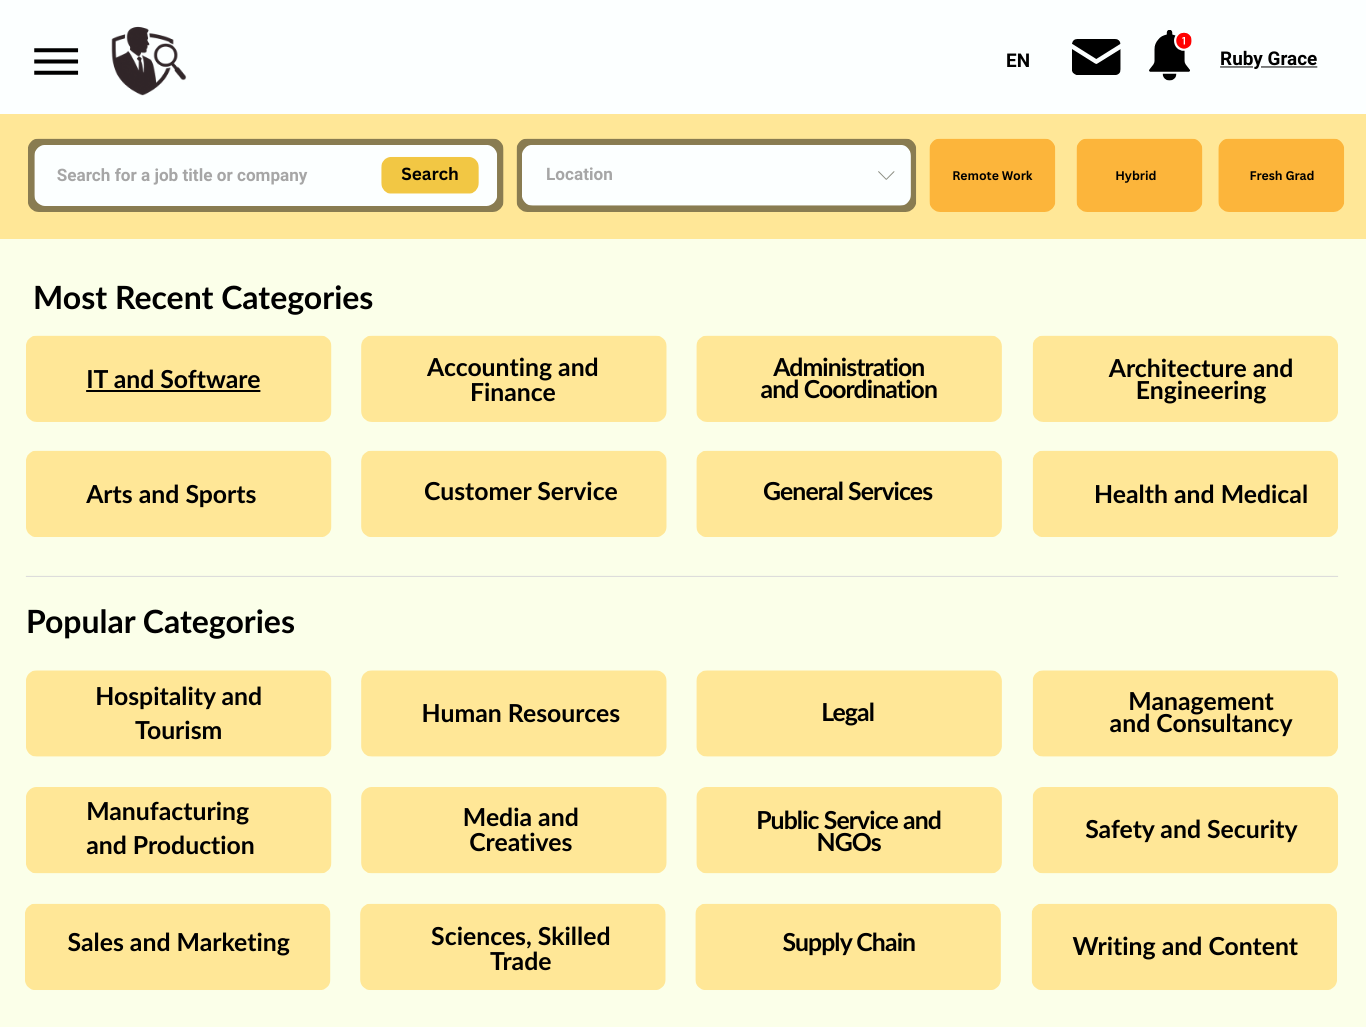 EN
1
Ruby Grace
Search for a job title or company
Search
Location
Remote Work
Hybrid
Fresh Grad
Most Recent Categories
IT and Software
Accounting and
Finance
Administration
and Coordination
Architecture and
Engineering
Arts and Sports
Customer Service
General Services
Health and Medical
Popular Categories
Hospitality and
Tourism
Human Resources
Legal
Management
and Consultancy
Manufacturing
and Production
Media and
Creatives
Public Service and
NGOs
Safety and Security
Sales and Marketing
Sciences, Skilled
Trade
Supply Chain
Writing and Content